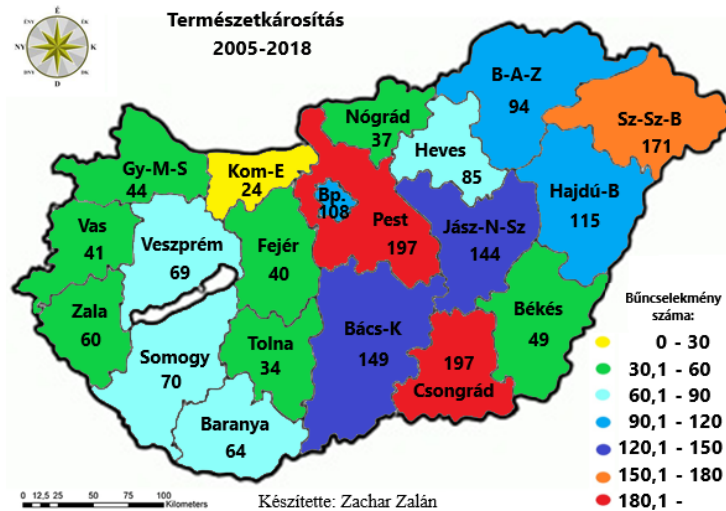 Természetkárosítás
2005-2018
É
ÉNY ÉK
NY K
DNY DK
D
B-A-Z
94
Nógrád
37
Sz-Sz-B
171
Heves
85
Gy-M-S
44
Kom-E
24
Bp.
108
Hajdú-B
115
Pest
197
Jász-N-Sz
144
Vas
41
Veszprém
69
Fejér
40
Zala
60
Békés
49
Bács-K
149
Tolna
34
Somogy
70
197
Csongrád
Baranya
64
Bűncselekmény
száma:
0 - 30
30,1 - 60
60,1 - 90
90,1 - 120
120,1 - 150
150,1 - 180
180,1 -
0 12,5 25 50 75 100
Kilometers
Készítette: Zachar Zalán